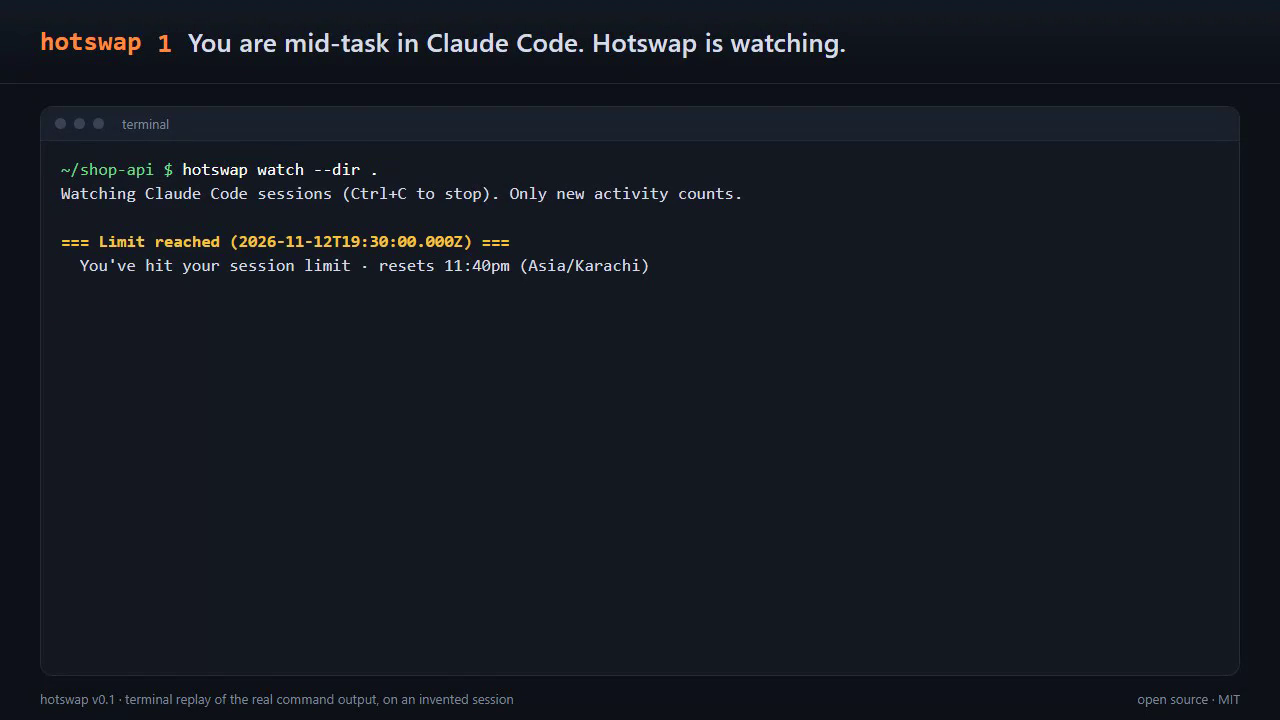 hotswap 1 You are mid-task in Claude Code. Hotswap is watching.
terminal
~/shop-api $ hotswap watch --dir .
Watching Claude Code sessions (Ctrl+C to stop). Only new activity counts.
=== Limit reached (2026-11-12T19:30:00.000Z) ===
You've hit your session limit · resets 11:40pm (Asia/Karachi)
hotswap v0.1 · terminal replay of the real command output, on an invented session
open source · MIT